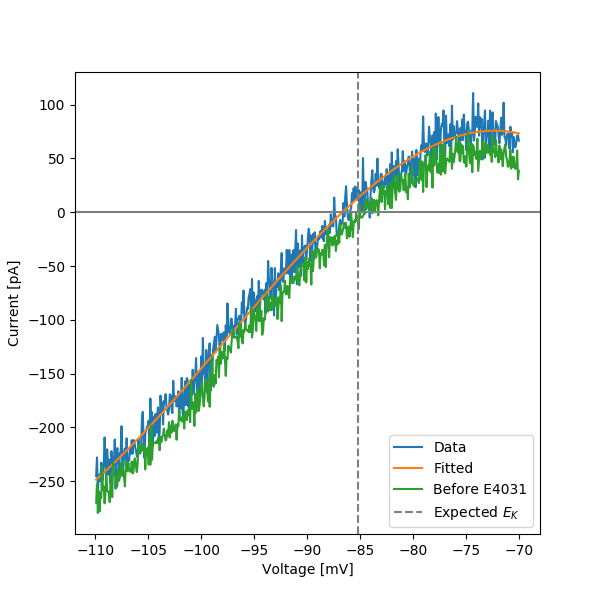 100
50
0
−50
−100
−150
−200
−250
Current [pA]
Data
Fitted
Before E4031
Expected E_K
−110 −105 −100 −95 −90 −85 −80 −75 −70
Voltage [mV]